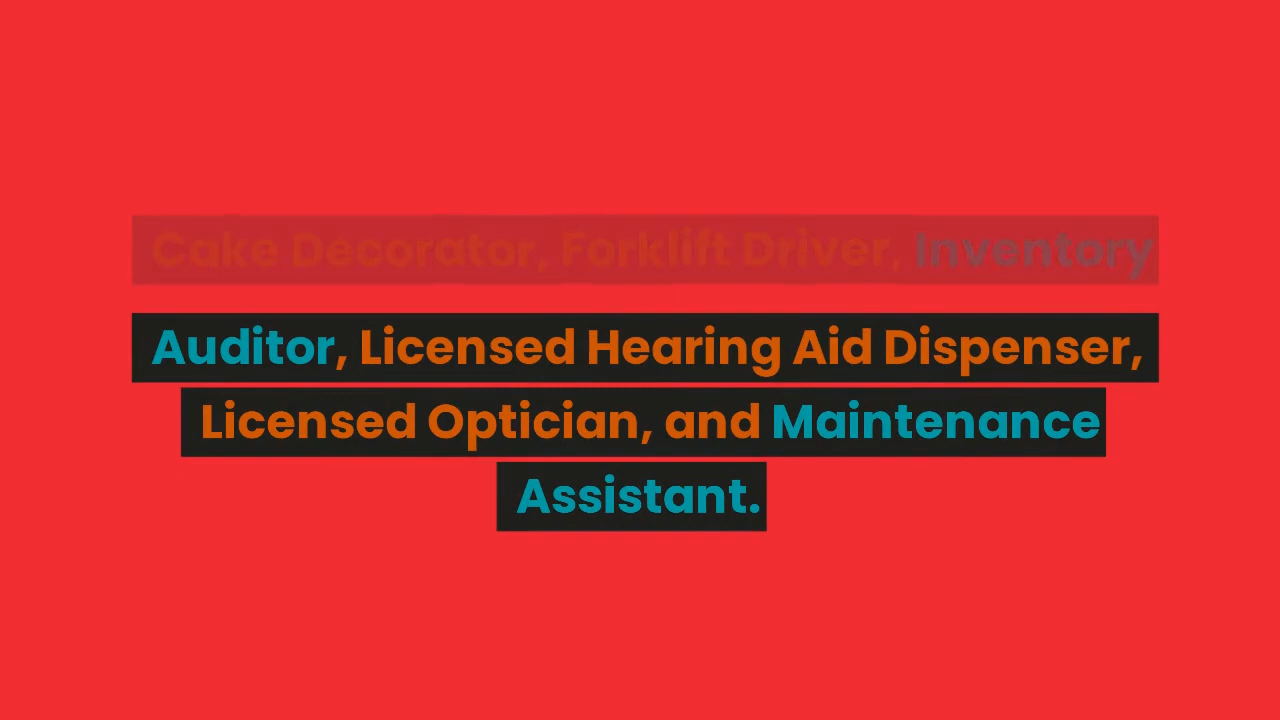 Cake Decorator, Forklift Driver, Inventory
Auditor, Licensed Hearing Aid Dispenser,
Licensed Optician, and Maintenance
Assistant.